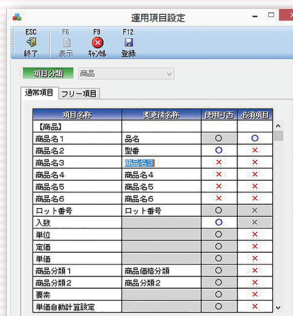 運用項目設定
ESC F6 F9 F12
終了 表示 ｷｬﾝｾﾙ 登録
項目分類 商品
通常項目 フリー項目
項目名称 変更後名称 使用可否 必須項目
【商品】
商品名1 品名 ○ ○
商品名2 型番 ○ ×
商品名3 商品名3 × ×
商品名4 商品名4 × ×
商品名5 商品名5 × ×
商品名6 商品名6 × ×
ロット番号 ロット番号 ○ ×
入数 ○ ×
単位 ○ ×
定価 ○ ×
単価 ○ ×
商品分類1 商品価格分類 ○ ×
商品分類2 商品分類2 ○ ×
要素 ○ ×
単価自動計算設定 ○ ×